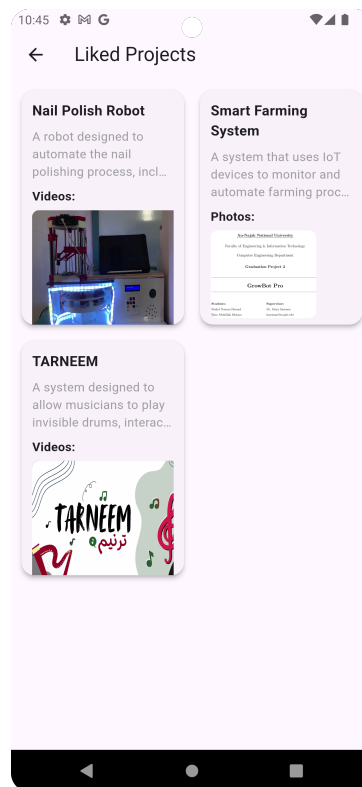 10:45
Liked Projects
Nail Polish Robot
A robot designed to
automate the nail
polishing process, incl…
Videos:
Smart Farming
System
A system that uses IoT
devices to monitor and
automate farming proc…
Photos:
An-Najah National University
Faculty of Engineering & Information Technology
Computer Engineering Department
Graduation Project 2
GrowBot Pro
TARNEEM
A system designed to
allow musicians to play
invisible drums, interac…
Videos:
TARNEEM
ترنيم